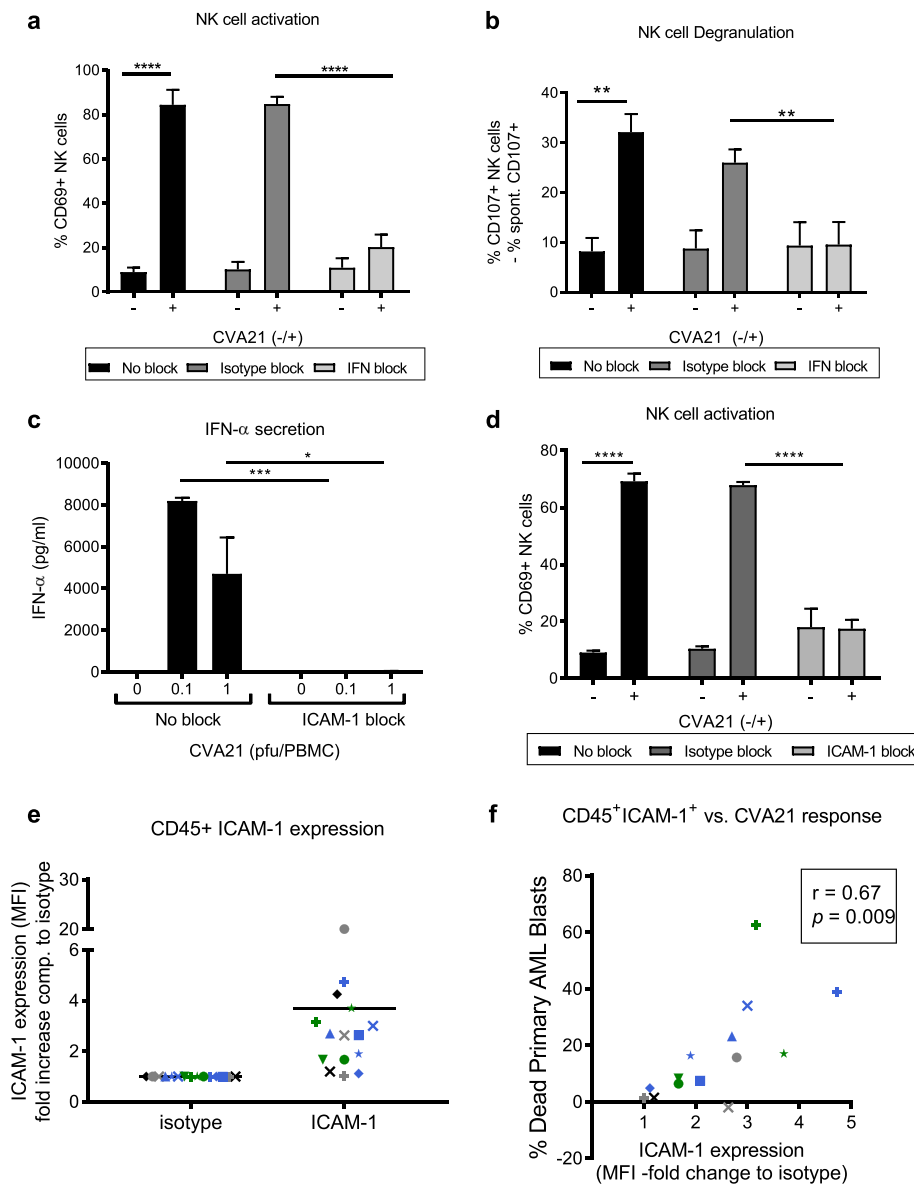 a
NK cell activation
% CD69+ NK cells
100
80
60
40
20
0
****
****
- + - + - +
CVA21 (-/+)
No block Isotype block IFN block
b
NK cell Degranulation
% CD107+ NK cells
- % spont. CD107+
40
30
20
10
0
**
**
- + - + - +
CVA21 (-/+)
No block Isotype block IFN block
c
IFN-α secretion
IFN-α (pg/ml)
10000
8000
6000
4000
2000
0
*
***
0 0.1 1 0 0.1 1
No block ICAM-1 block
CVA21 (pfu/PBMC)
d
NK cell activation
% CD69+ NK cells
80
60
40
20
0
****
****
- + - + - +
CVA21 (-/+)
No block Isotype block ICAM-1 block
e
CD45+ ICAM-1 expression
ICAM-1 expression (MFI)
fold increase comp. to isotype
30
20
6
4
2
0
isotype ICAM-1
f
CD45⁺ICAM-1⁺ vs. CVA21 response
% Dead Primary AML Blasts
80
60
40
20
0
-20
r = 0.67
p = 0.009
1 2 3 4 5
ICAM-1 expression
(MFI -fold change to isotype)